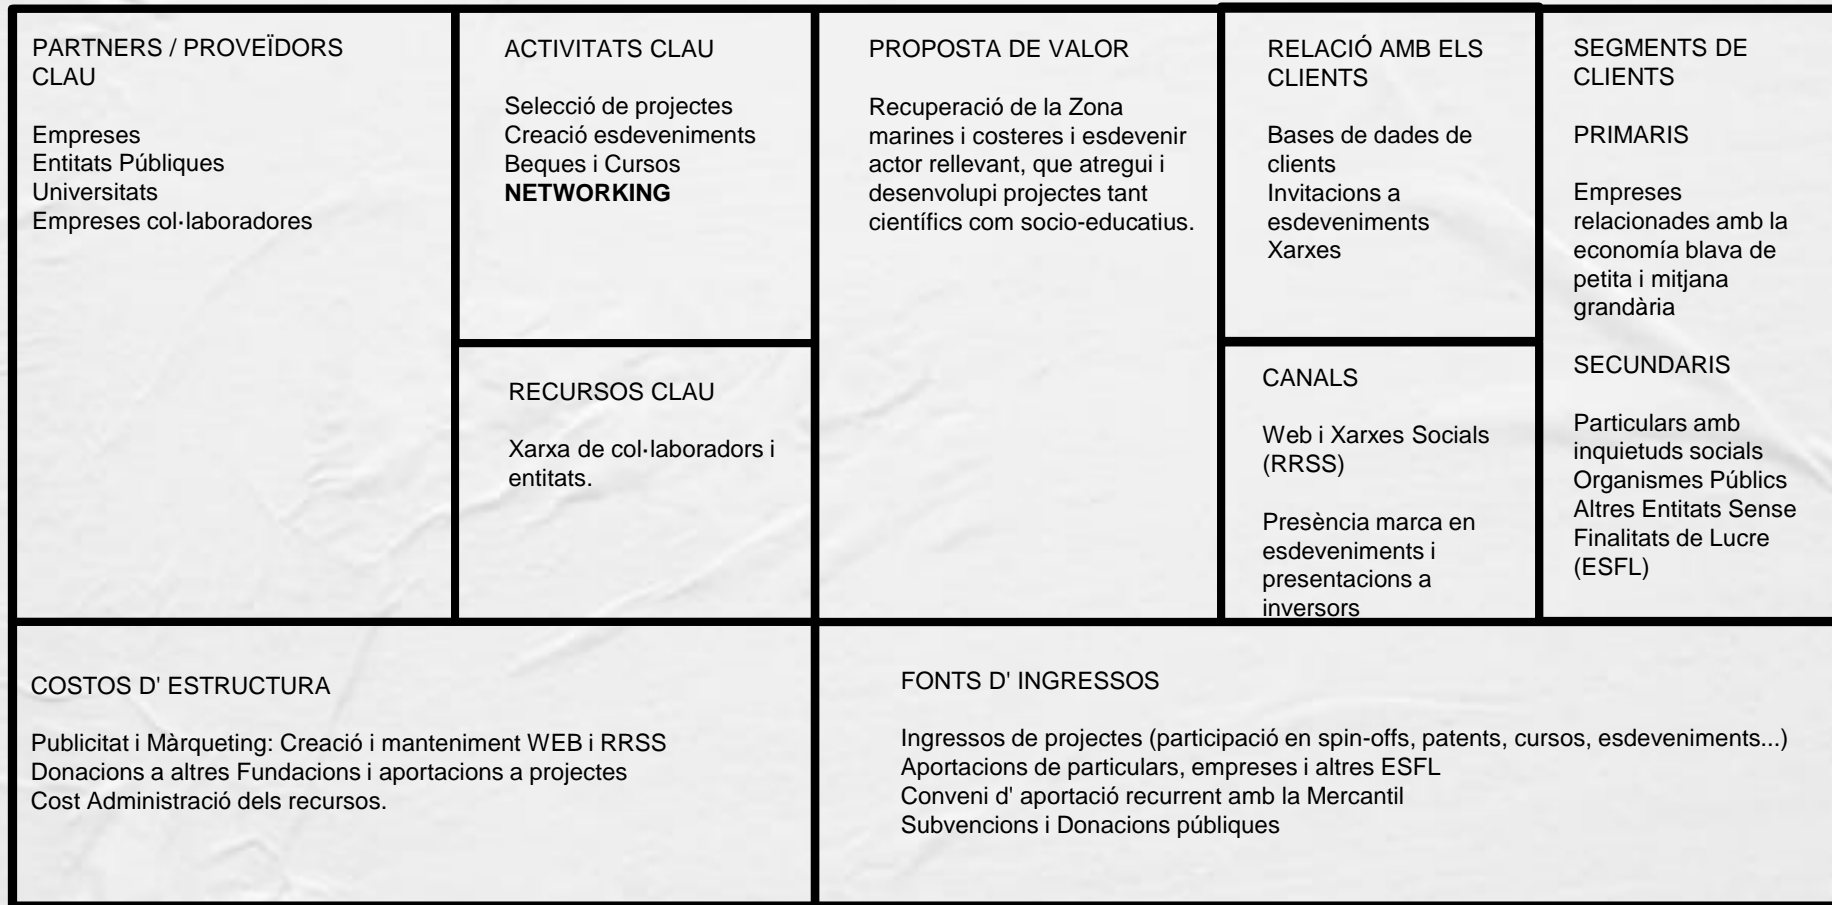 PARTNERS / PROVEÏDORS
CLAU
Empreses
Entitats Públiques
Universitats
Empreses col·laboradores
ACTIVITATS CLAU
Selecció de projectes
Creació esdeveniments
Beques i Cursos
NETWORKING
RECURSOS CLAU
Xarxa de col·laboradors i
entitats.
PROPOSTA DE VALOR
Recuperació de la Zona
marines i costeres i esdevenir
actor rellevant, que atregui i
desenvolupi projectes tant
científics com socio-educatius.
RELACIÓ AMB ELS
CLIENTS
Bases de dades de
clients
Invitacions a
esdeveniments
Xarxes
CANALS
Web i Xarxes Socials
(RRSS)
Presència marca en
esdeveniments i
presentacions a
inversors
SEGMENTS DE
CLIENTS
PRIMARIS
Empreses
relacionades amb la
economía blava de
petita i mitjana
grandària
SECUNDARIS
Particulars amb
inquietuds socials
Organismes Públics
Altres Entitats Sense
Finalitats de Lucre
(ESFL)
COSTOS D' ESTRUCTURA
Publicitat i Màrqueting: Creació i manteniment WEB i RRSS
Donacions a altres Fundacions i aportacions a projectes
Cost Administració dels recursos.
FONTS D' INGRESSOS
Ingressos de projectes (participació en spin-offs, patents, cursos, esdeveniments...)
Aportacions de particulars, empreses i altres ESFL
Conveni d' aportació recurrent amb la Mercantil
Subvencions i Donacions públiques